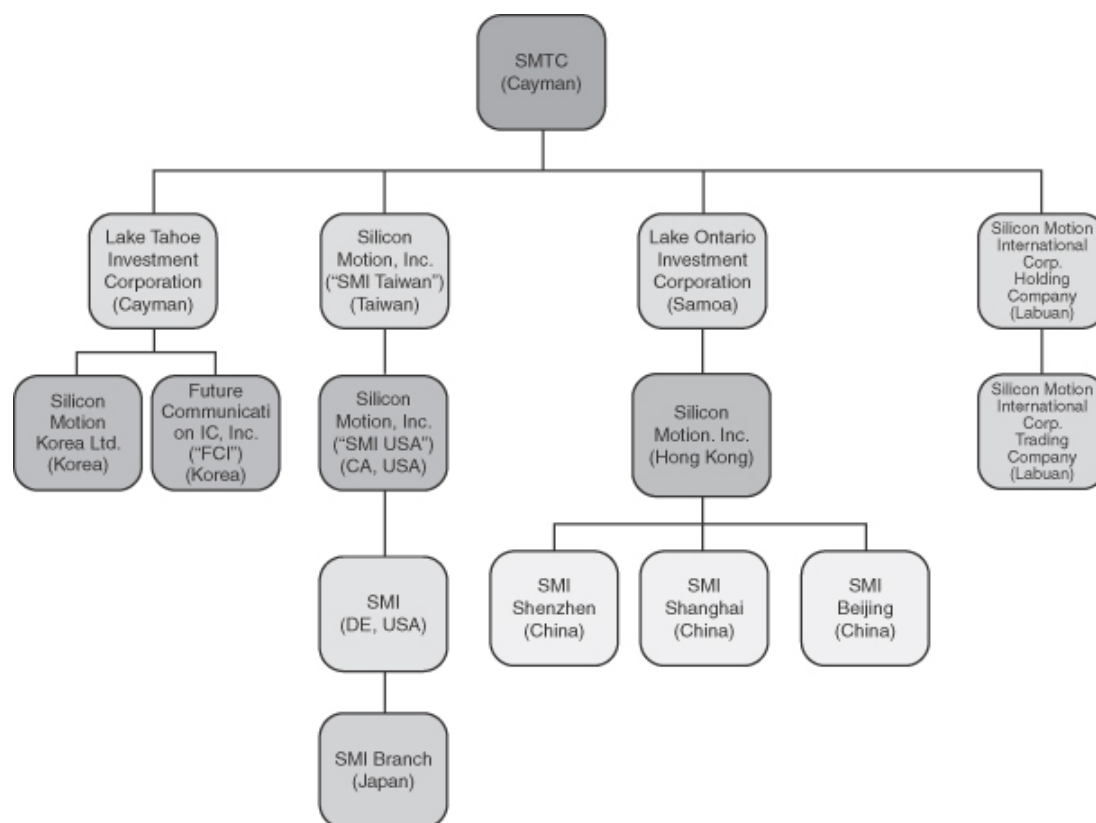 SMTC
(Cayman)
Lake Tahoe
Investment
Corporation
(Cayman)
Silicon
Motion, Inc.
(“SMI Taiwan”)
(Taiwan)
Lake Ontario
Investment
Corporation
(Samoa)
Silicon Motion
International
Corp.
Holding
Company
(Labuan)
Silicon
Motion
Korea Ltd.
(Korea)
Future
Communicati
on IC, Inc.
(“FCI”)
(Korea)
Silicon
Motion, Inc.
(“SMI USA”)
(CA, USA)
Silicon
Motion. Inc.
(Hong Kong)
Silicon Motion
International
Corp.
Trading
Company
(Labuan)
SMI
(DE, USA)
SMI
Shenzhen
(China)
SMI
Shanghai
(China)
SMI
Beijing
(China)
SMI Branch
(Japan)